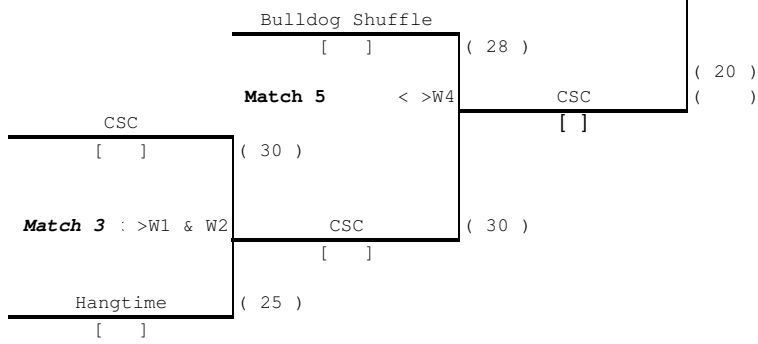 Bulldog Shuffle
[ ] ( 28 )
( 20 )
Match 5 < >W4 CSC ( )
CSC [ ]
[ ] ( 30 )
Match 3 : >W1 & W2 CSC ( 30 )
[ ]
Hangtime ( 25 )
[ ]